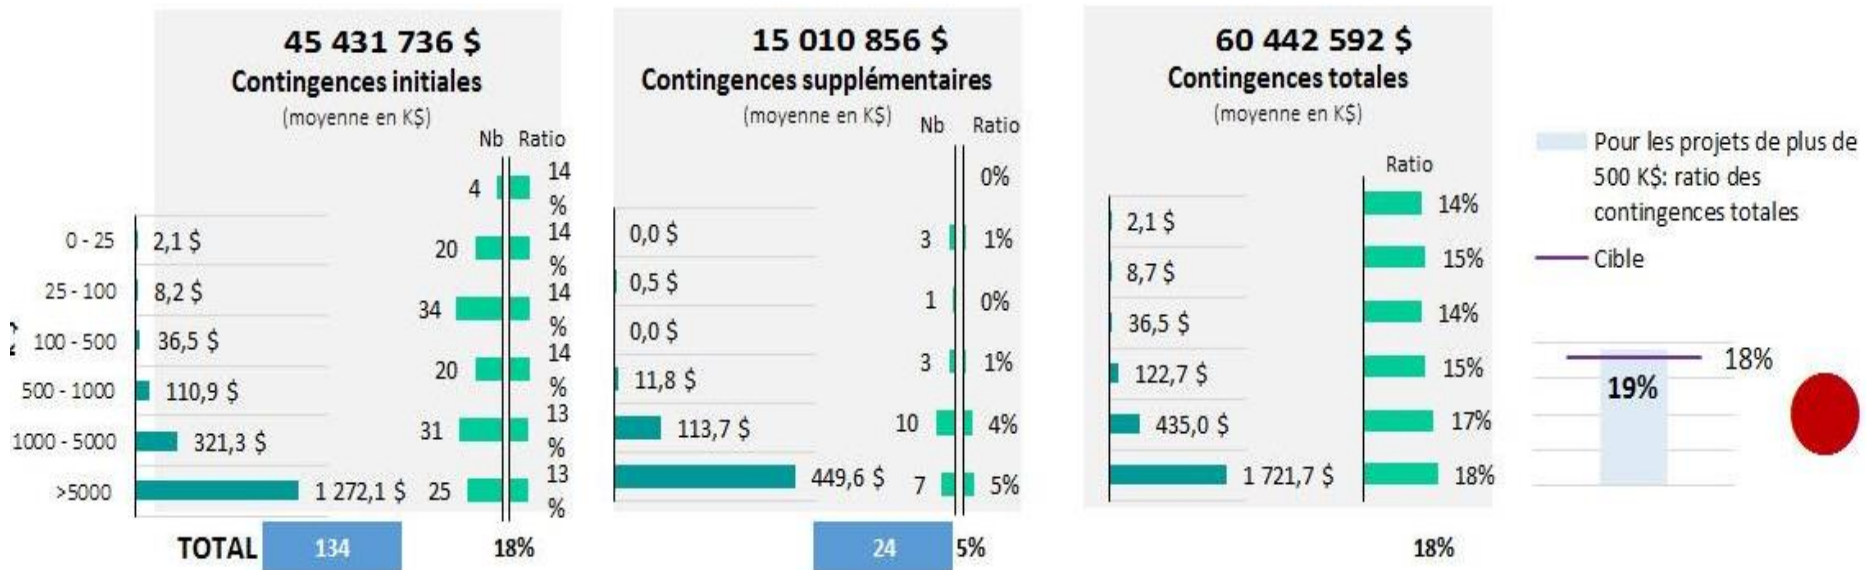 45 431 736 $
Contingences initiales
(moyenne en K$)
Nb Ratio
4 14 %
0 - 25 2,1 $ 20 14 %
25 - 100 8,2 $ 34 14 %
100 - 500 36,5 $ 20 14 %
500 - 1000 110,9 $ 31 13 %
1000 - 5000 321,3 $
>5000 1 272,1 $ 25 13 %
TOTAL 134 18%
15 010 856 $
Contingences supplémentaires
(moyenne en K$) Nb Ratio
0%
0,0 $ 3 1%
0,5 $ 1 0%
0,0 $ 3 1%
11,8 $
113,7 $ 10 4%
449,6 $ 7 5%
24 5%
60 442 592 $
Contingences totales
(moyenne en K$)
Ratio
2,1 $ 14%
8,7 $ 15%
36,5 $ 14%
122,7 $ 15%
435,0 $ 17%
1 721,7 $ 18%
18%
Pour les projets de plus de
500 K$: ratio des
contingences totales
Cible
18%
19%